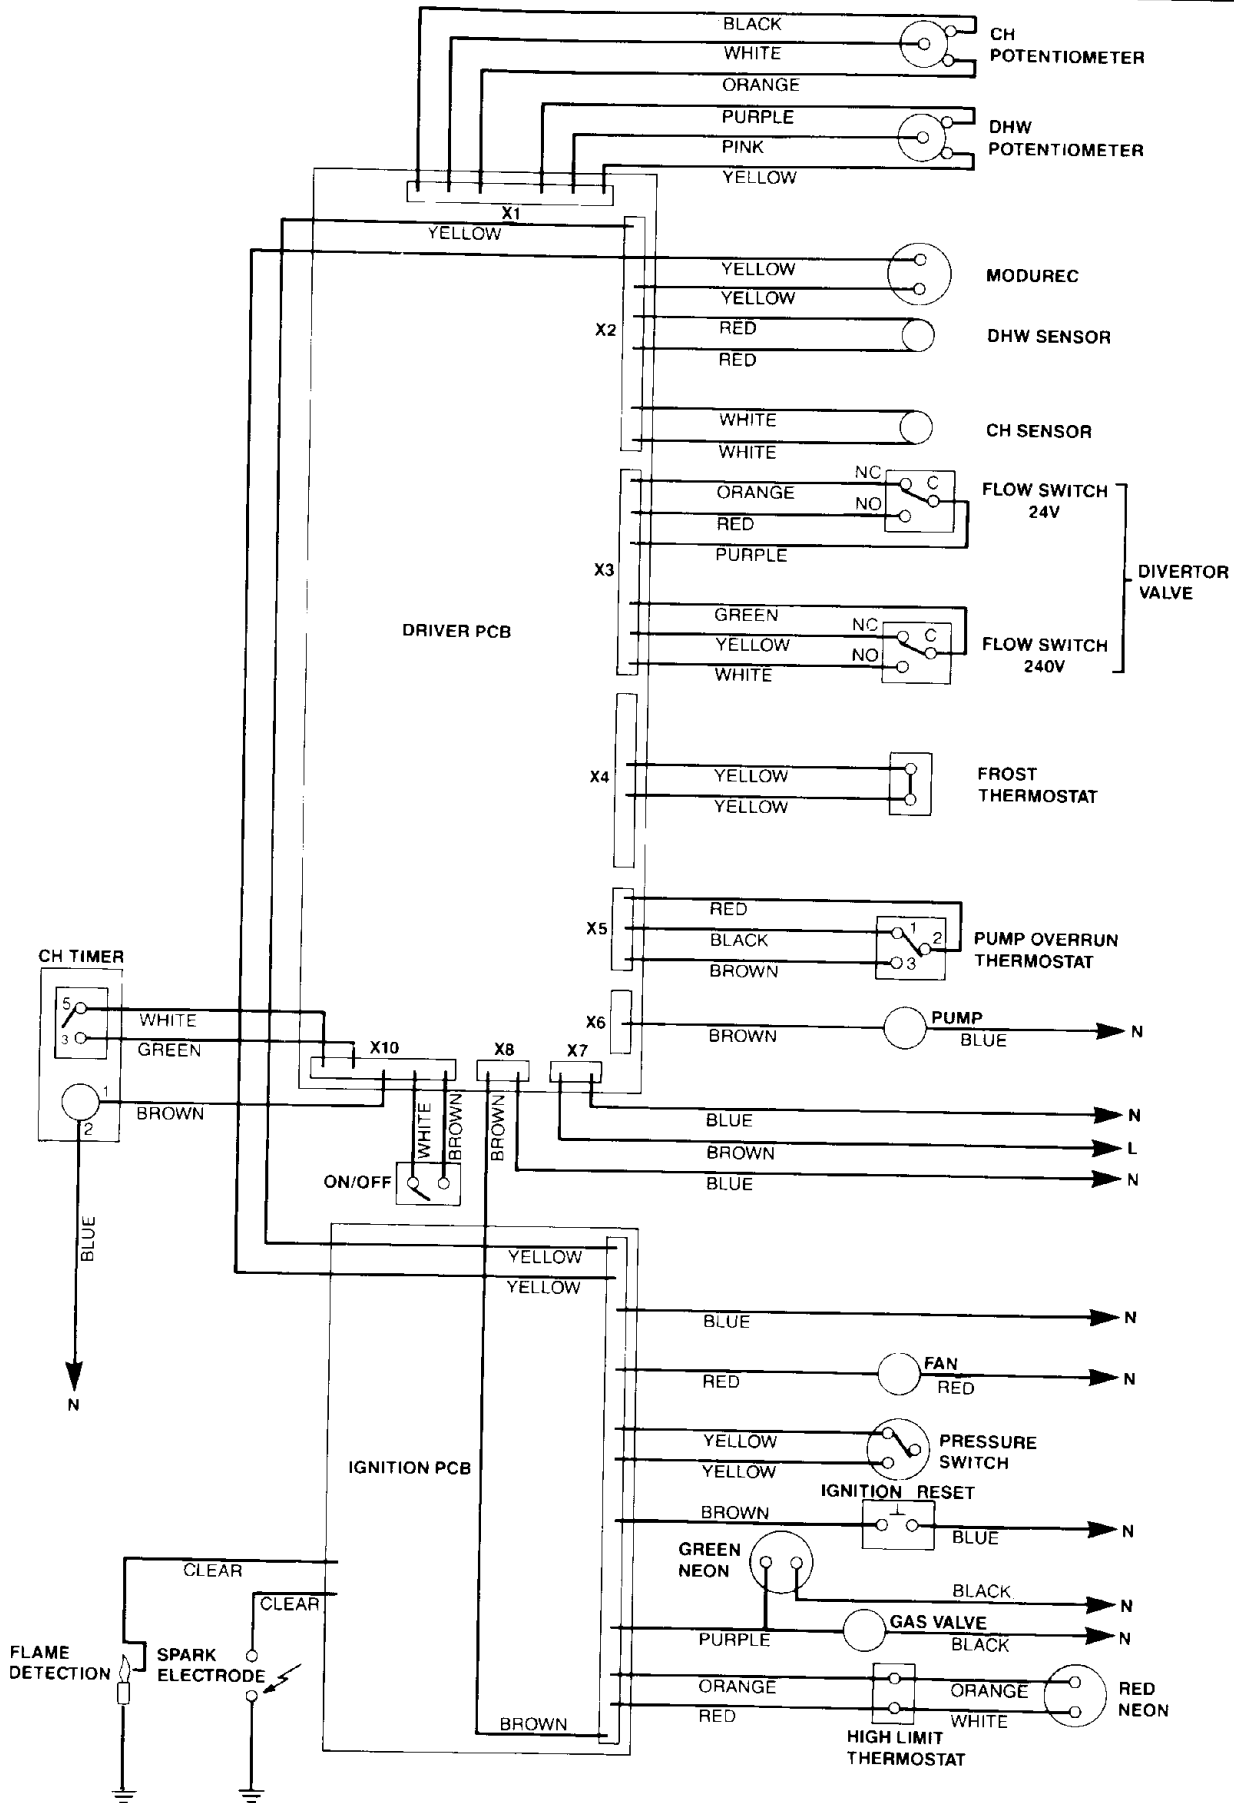 BLACK
WHITE
ORANGE
CH
POTENTIOMETER
PURPLE
PINK
YELLOW
DHW
POTENTIOMETER
X1
YELLOW
YELLOW
YELLOW
MODUREC
X2
RED
RED
DHW SENSOR
WHITE
WHITE
CH SENSOR
NC
C
ORANGE
NO
RED
PURPLE
FLOW SWITCH
24V
X3
DIVERTOR
VALVE
DRIVER PCB
GREEN
NC
C
YELLOW
NO
WHITE
FLOW SWITCH
240V
X4
YELLOW
YELLOW
FROST
THERMOSTAT
RED
X5
BLACK
BROWN
1
2
3
PUMP OVERRUN
THERMOSTAT
CH TIMER
5
WHITE
3
GREEN
1
BROWN
2
BLUE
N
X6
BROWN
PUMP
BLUE
N
X10
X8
X7
WHITE
BROWN
BROWN
ON/OFF
BLUE
N
BROWN
L
BLUE
N
YELLOW
YELLOW
BLUE
N
FAN
RED
RED
N
IGNITION PCB
YELLOW
YELLOW
PRESSURE
SWITCH
IGNITION RESET
BROWN
BLUE
N
GREEN
NEON
BLACK
N
CLEAR
CLEAR
PURPLE
GAS VALVE
BLACK
N
FLAME
DETECTION
SPARK
ELECTRODE
ORANGE
ORANGE
RED
WHITE
RED
NEON
BROWN
HIGH LIMIT
THERMOSTAT